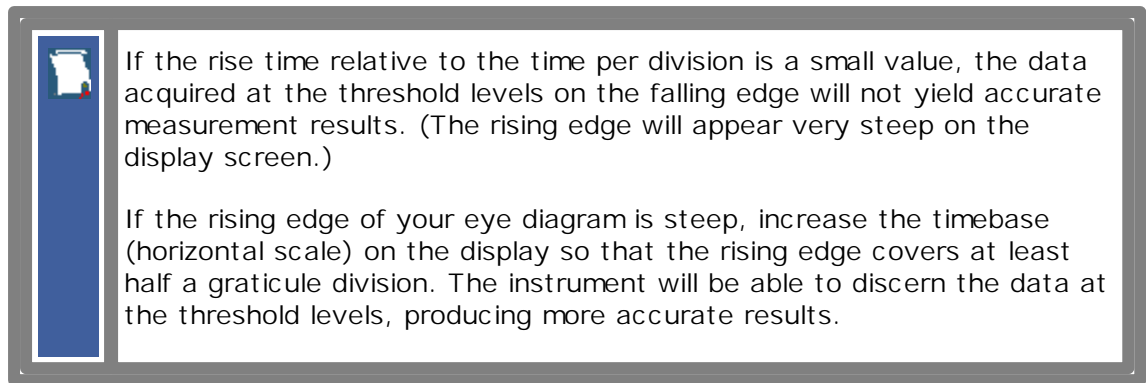 If the rise time relative to the time per division is a small value, the data
acquired at the threshold levels on the falling edge will not yield accurate
measurement results. (The rising edge will appear very steep on the
display screen.)
If the rising edge of your eye diagram is steep, increase the timebase
(horizontal scale) on the display so that the rising edge covers at least
half a graticule division. The instrument will be able to discern the data at
the threshold levels, producing more accurate results.